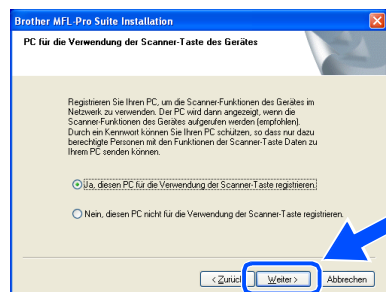 Brother MFL-Pro Suite Installation
PC für die Verwendung der Scanner-Taste des Gerätes
Registrieren Sie Ihren PC, um die Scanner-Funktionen des Gerätes im
Netzwerk zu verwenden. Der PC wird dann angezeigt, wenn die
Scanner-Funktionen des Gerätes aufgerufen werden (empfohlen).
Durch ein Kennwort können Sie Ihren PC schützen, so dass nur dazu
berechtigte Personen mit den Funktionen der Scanner-Taste Daten zu
Ihrem PC senden können.
Ja, diesen PC für die Verwendung der Scanner-Taste registrieren.
Nein, diesen PC nicht für die Verwendung der Scanner-Taste registrieren.
< Zurück Weiter > Abbrechen